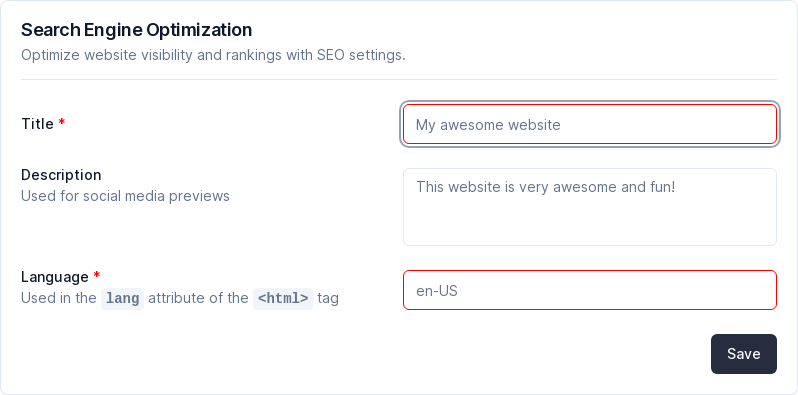 Search Engine Optimization
Optimize website visibility and rankings with SEO settings.
Title *
My awesome website
Description
Used for social media previews
This website is very awesome and fun!
Language *
Used in the lang attribute of the <html> tag
en-US
Save